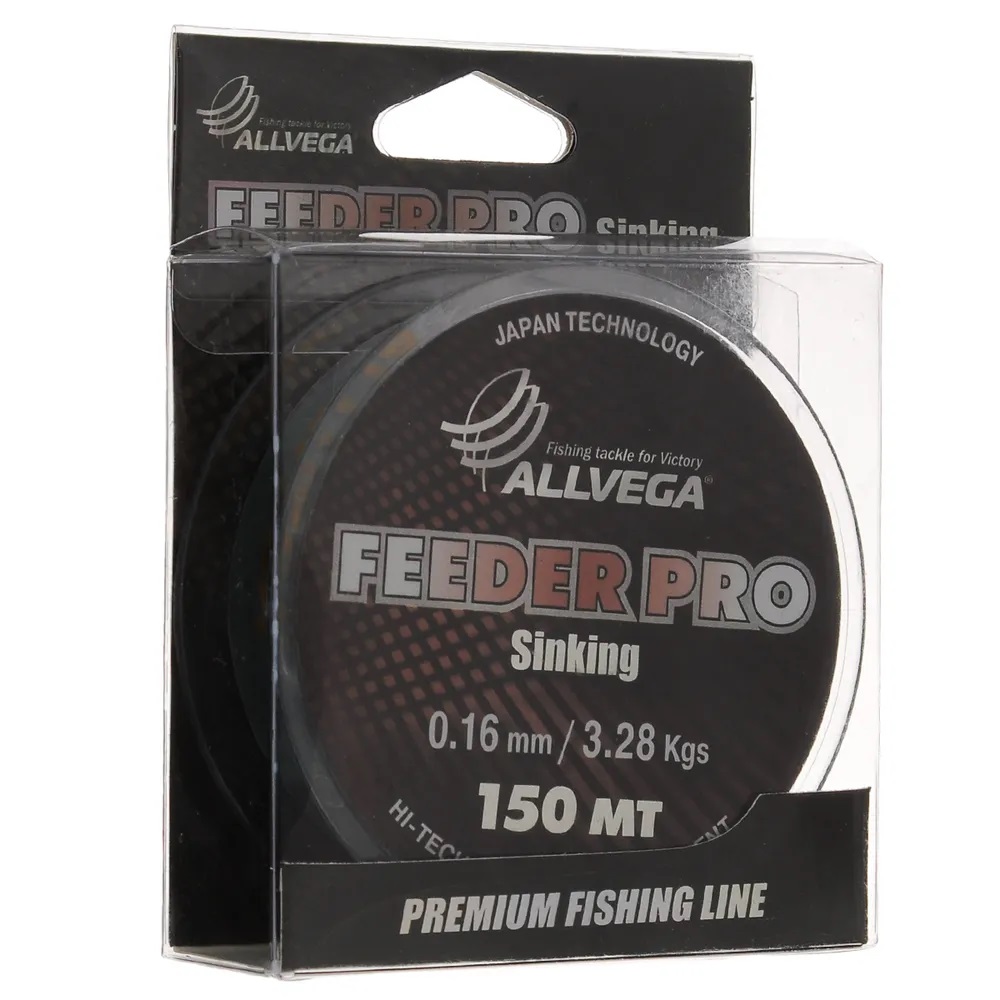 Fishing tackle for Victory
ALLVEGA
FEEDER PRO Sinking
JAPAN TECHNOLOGY
Fishing tackle for Victory
ALLVEGA®
FEEDER PRO
Sinking
0.16 mm / 3.28 Kgs
150 MT
PREMIUM FISHING LINE